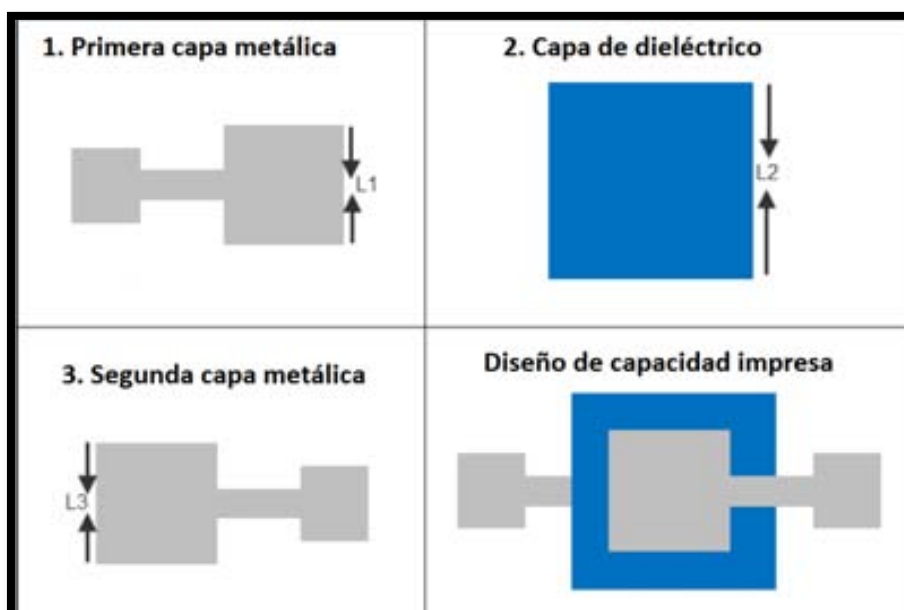 1. Primera capa metálica
L1
2. Capa de dieléctrico
L2
3. Segunda capa metálica
L3
Diseño de capacidad impresa